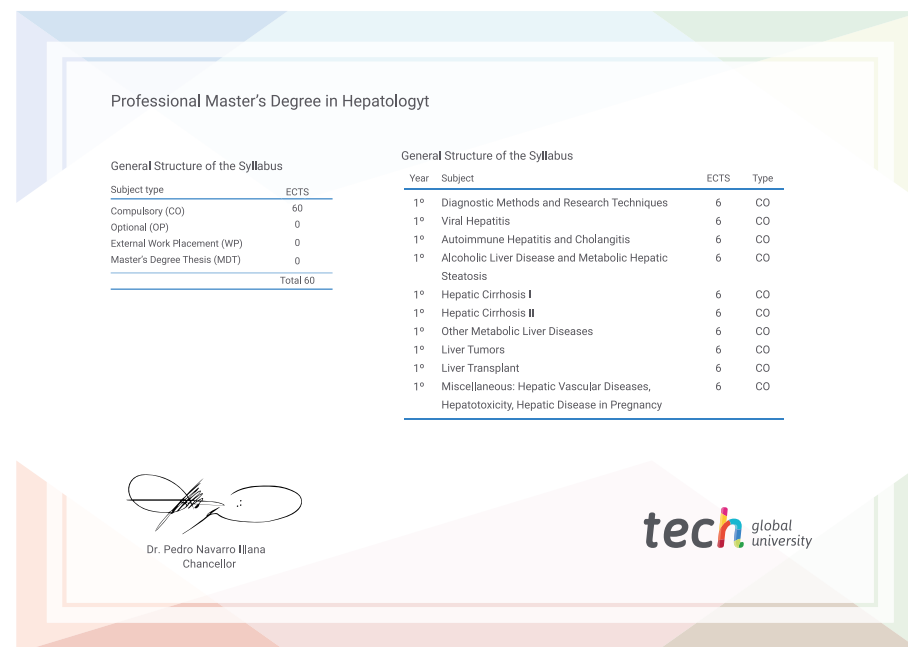 Professional Master's Degree in Hepatologyt
General Structure of the Syllabus
Subject type ECTS
Compulsory (CO) 60
Optional (OP) 0
External Work Placement (WP) 0
Master's Degree Thesis (MDT) 0
Total 60
General Structure of the Syllabus
Year Subject ECTS Type
1º Diagnostic Methods and Research Techniques 6 CO
1º Viral Hepatitis 6 CO
1º Autoimmune Hepatitis and Cholangitis 6 CO
1º Alcoholic Liver Disease and Metabolic Hepatic 6 CO
Steatosis
1º Hepatic Cirrhosis I 6 CO
1º Hepatic Cirrhosis II 6 CO
1º Other Metabolic Liver Diseases 6 CO
1º Liver Tumors 6 CO
1º Liver Transplant 6 CO
1º Miscellaneous: Hepatic Vascular Diseases, 6 CO
Hepatotoxicity, Hepatic Disease in Pregnancy
Dr. Pedro Navarro Illana
Chancellor
tech global
university